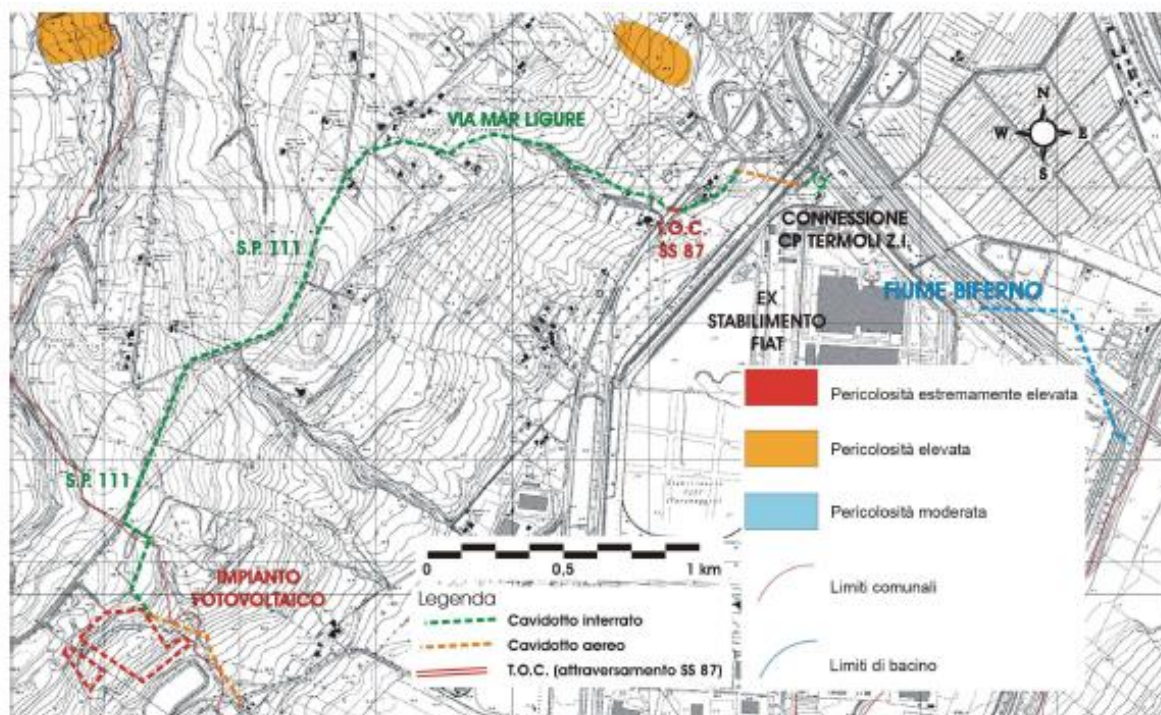 VIA MAR LIGURE
N
W
E
S
S.P. 111
T.O.C.
SS 87
CONNESSIONE
CP TERMOLI Z.I.
FIUME BIFERNO
EX
STABILIMENTO
FIAT
Pericolosità estremamente elevata
Pericolosità elevata
S.P. 111
Pericolosità moderata
0
0,5
1 km
IMPIANTO
FOTOVOLTAICO
Legenda
Cavidotto interrato
Cavidotto aereo
T.O.C. (attraversamento SS 87)
Limiti comunali
Limiti di bacino